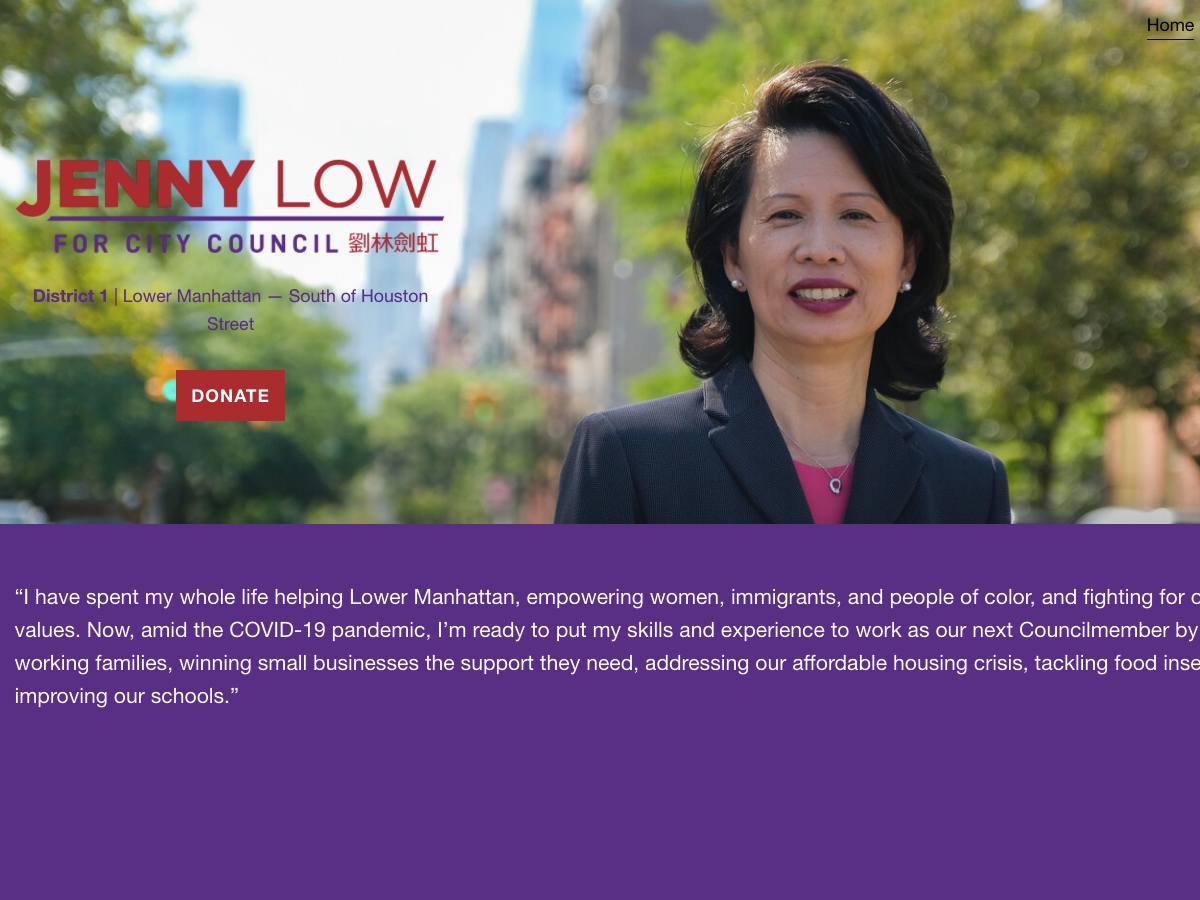 Home
JENNY LOW
FOR CITY COUNCIL 劉林劍虹
District 1 | Lower Manhattan — South of Houston
Street
DONATE
“I have spent my whole life helping Lower Manhattan, empowering women, immigrants, and people of color, and fighting for
values. Now, amid the COVID-19 pandemic, I’m ready to put my skills and experience to work as our next Councilmember by
working families, winning small businesses the support they need, addressing our affordable housing crisis, tackling food
improving our schools.”